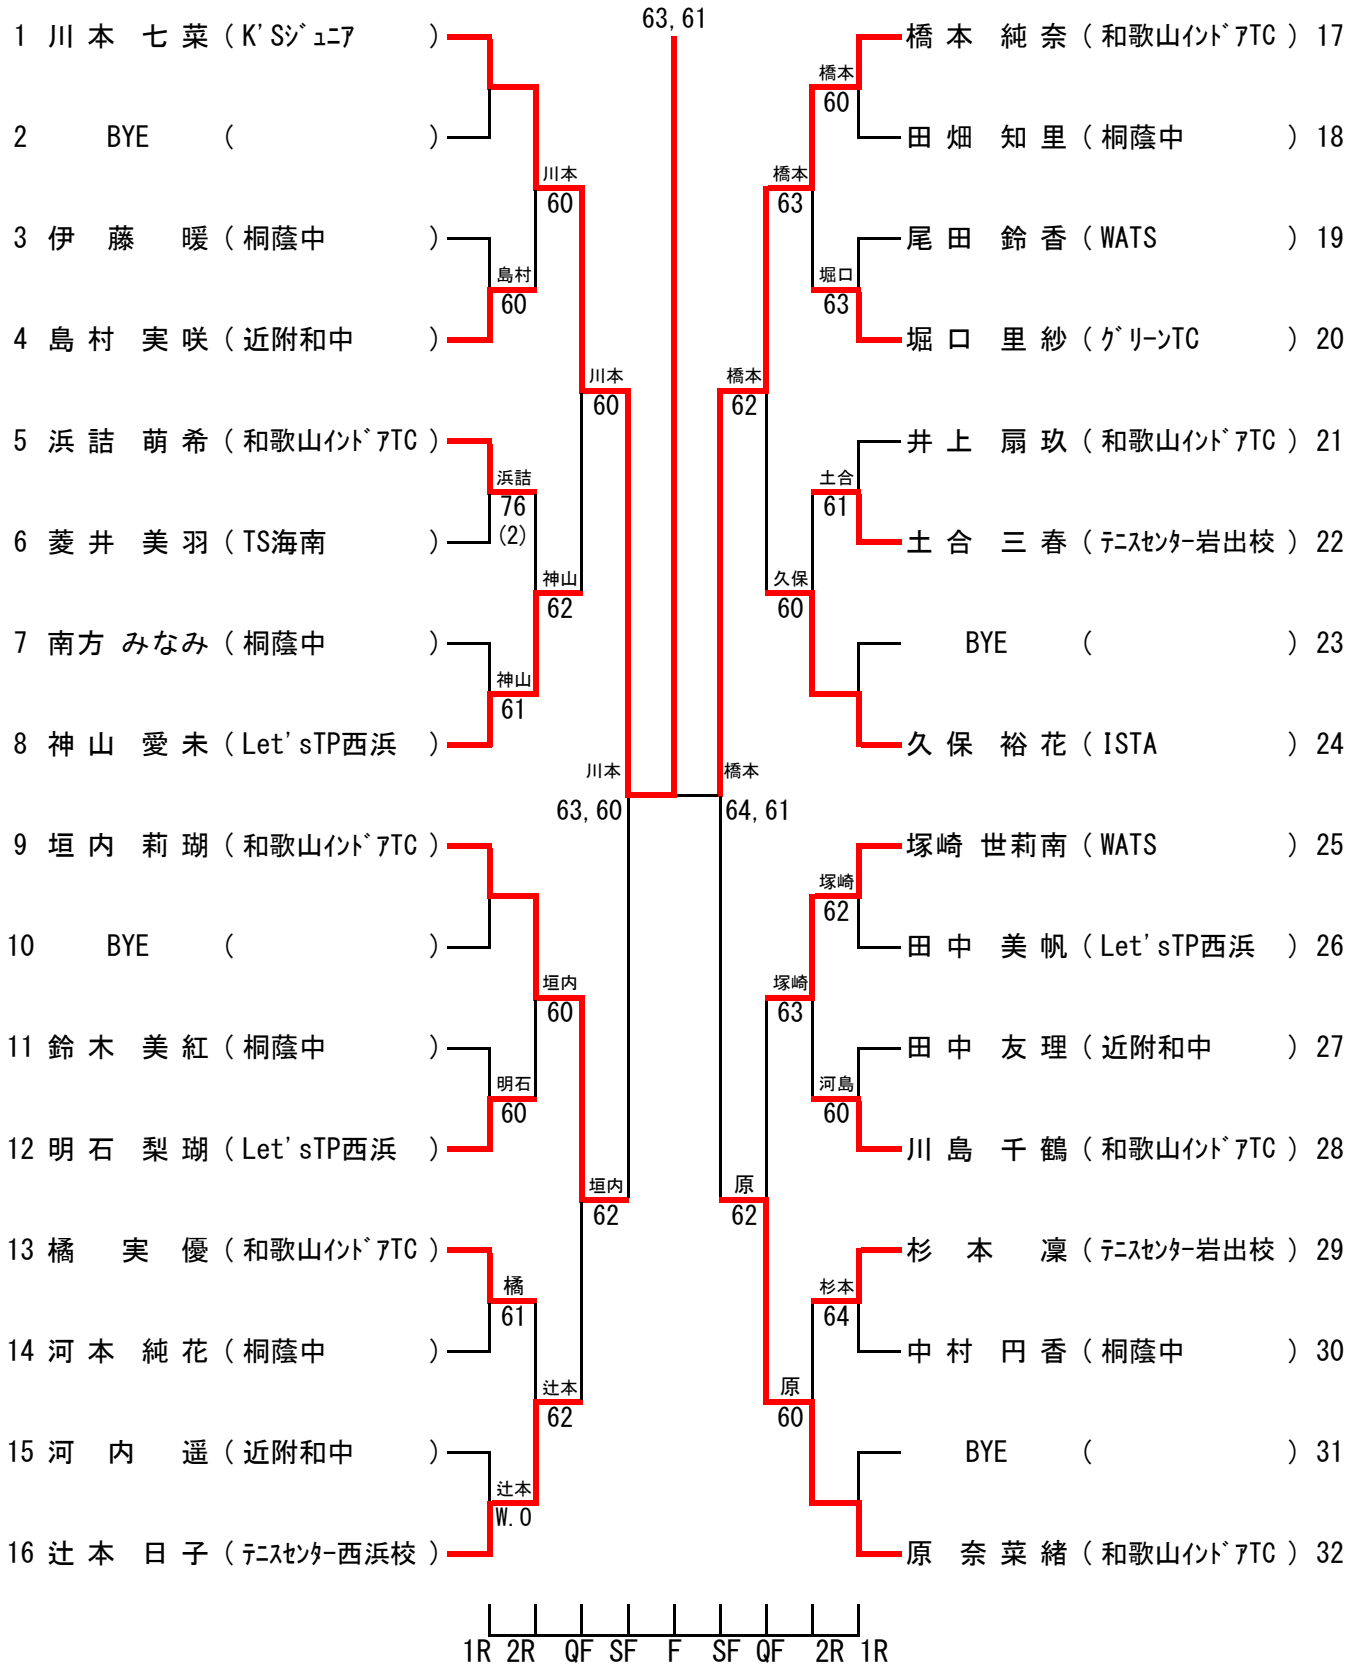 63,61
1 川本 七菜 ( K'Sｼﾞｭﾆｱ )
2 BYE ( )
川本
60
3 伊藤 暖 ( 桐蔭中 )
島村
60
4 島村 実咲 ( 近附和中 )
川本
60
5 浜詰 萌希 ( 和歌山ｲﾝﾄﾞｱTC )
浜詰
76
(2)
6 菱井 美羽 ( TS海南 )
神山
62
7 南方 みなみ ( 桐蔭中 )
神山
61
8 神山 愛未 ( Let'sTP西浜 )
川本
63,60
9 垣内 莉瑚 ( 和歌山ｲﾝﾄﾞｱTC )
10 BYE ( )
垣内
60
11 鈴木 美紅 ( 桐蔭中 )
明石
60
12 明石 梨瑚 ( Let'sTP西浜 )
垣内
62
13 橘 実優 ( 和歌山ｲﾝﾄﾞｱTC )
橘
61
14 河本 純花 ( 桐蔭中 )
辻本
62
15 河内 遥 ( 近附和中 )
辻本
W.O
16 辻本 日子 ( ﾃﾆｽｾﾝﾀｰ西浜校 )
橋本 純奈 ( 和歌山ｲﾝﾄﾞｱTC ) 17
橋本
60
田畑 知里 ( 桐蔭中 ) 18
橋本
63
尾田 鈴香 ( WATS ) 19
堀口
63
堀口 里紗 ( ｸﾞﾘｰﾝTC ) 20
橋本
62
井上 扇玖 ( 和歌山ｲﾝﾄﾞｱTC ) 21
土合
61
土合 三春 ( ﾃﾆｽｾﾝﾀｰ岩出校 ) 22
久保
60
BYE ( ) 23
久保 裕花 ( ISTA ) 24
橋本
64,61
塚崎 世莉南 ( WATS ) 25
塚崎
62
田中 美帆 ( Let'sTP西浜 ) 26
塚崎
63
田中 友理 ( 近附和中 ) 27
河島
60
川島 千鶴 ( 和歌山ｲﾝﾄﾞｱTC ) 28
原
62
杉本 凜 ( ﾃﾆｽｾﾝﾀｰ岩出校 ) 29
杉本
64
中村 円香 ( 桐蔭中 ) 30
原
60
BYE ( ) 31
原 奈菜緒 ( 和歌山ｲﾝﾄﾞｱTC ) 32
1R 2R QF SF F SF QF 2R 1R